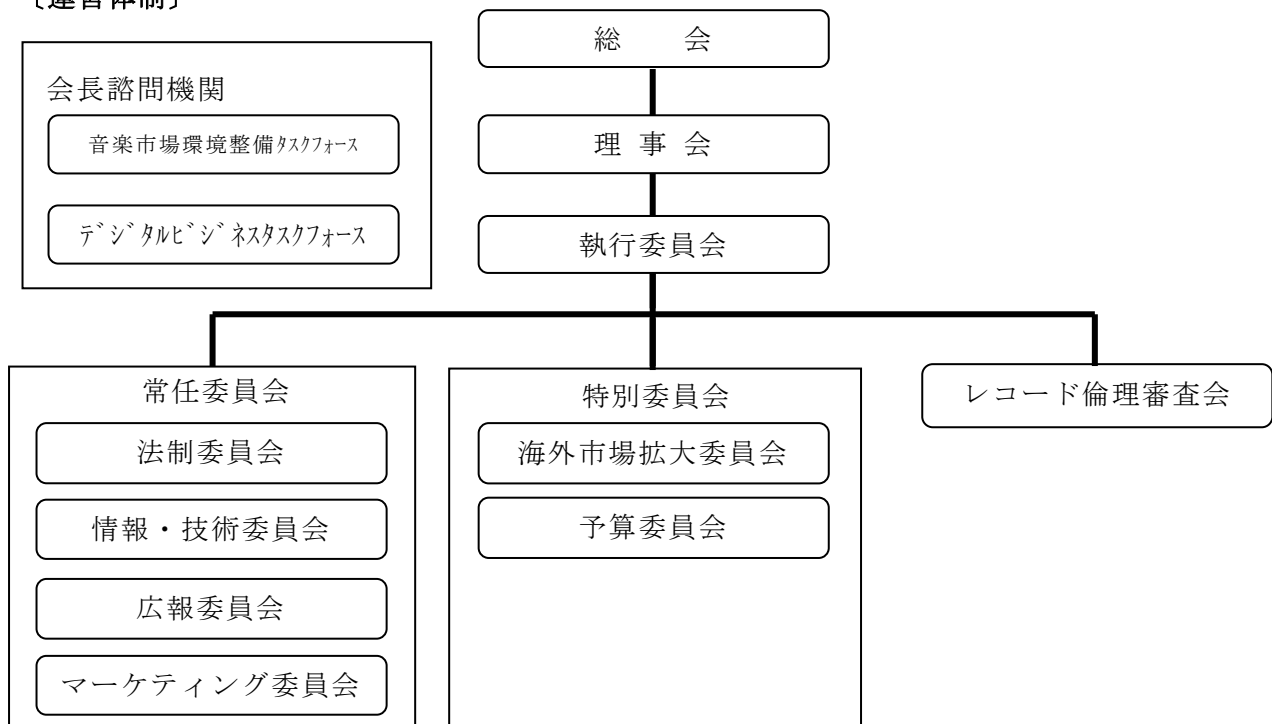 〔運営体制〕
総　　会
会長諮問機関
音楽市場環境整備ﾀｽｸﾌｫｰｽ
理 事 会
ﾃﾞｼﾞﾀﾙﾋﾞｼﾞﾈｽﾀｽｸﾌｫｰｽ
執行委員会
常任委員会
法制委員会
情報・技術委員会
広報委員会
マーケティング委員会
特別委員会
海外市場拡大委員会
予算委員会
レコード倫理審査会